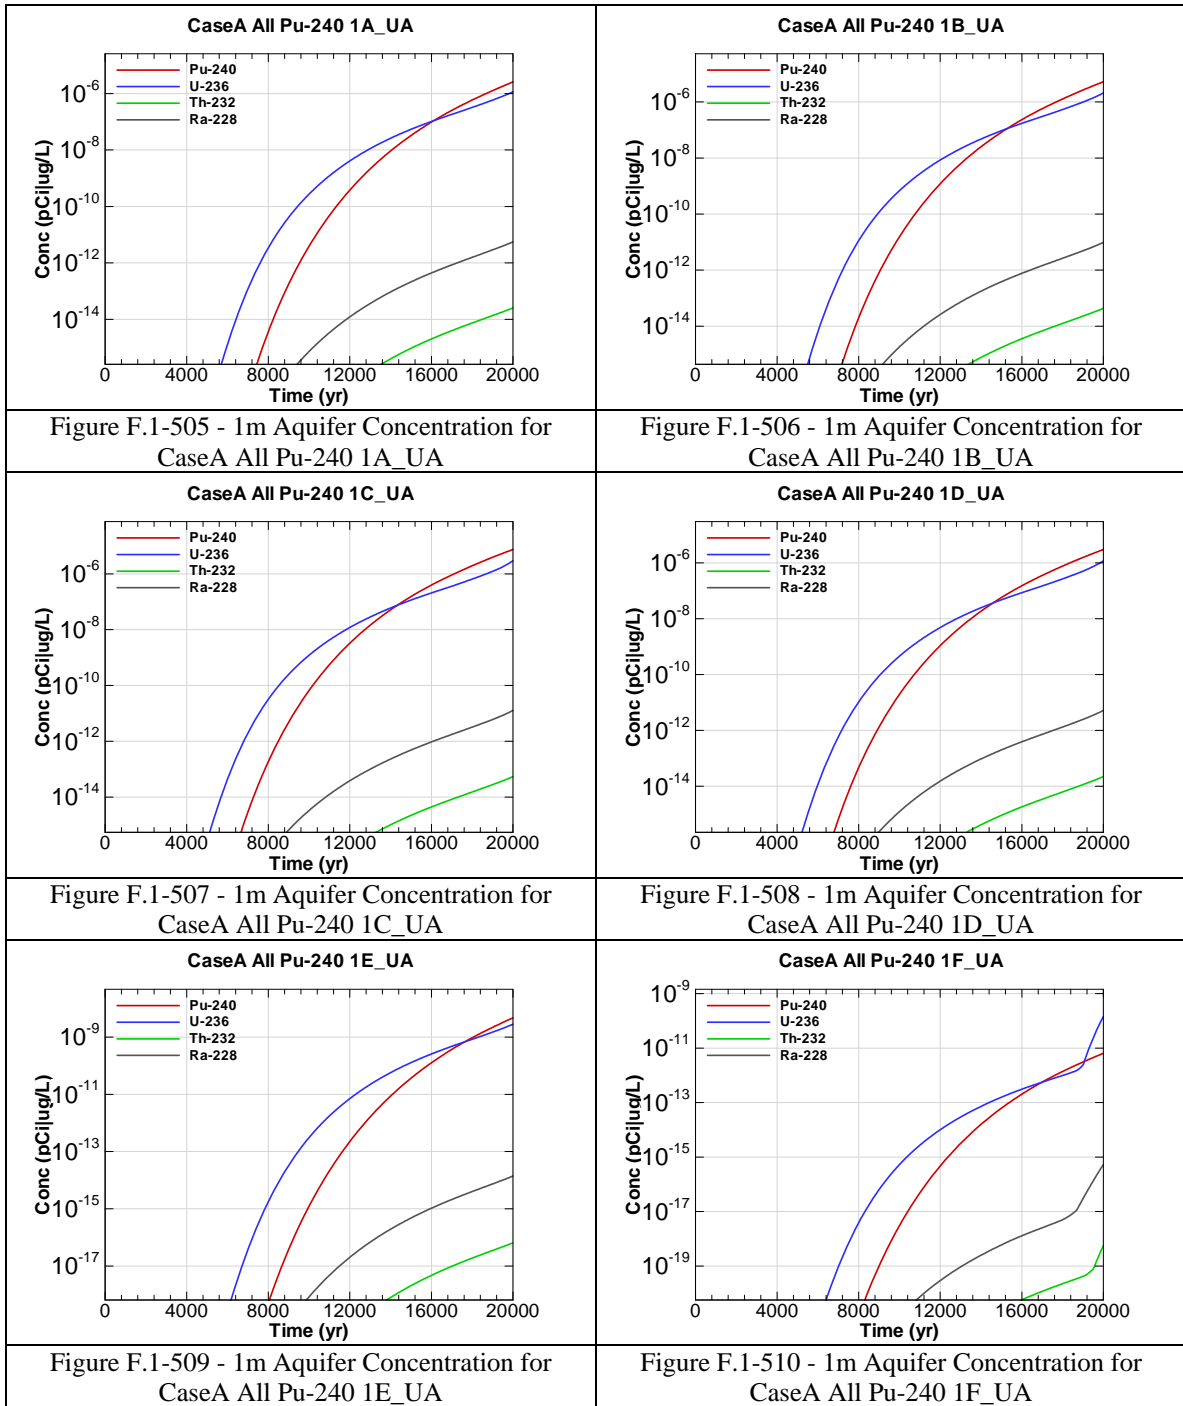 CaseA All Pu-240 1A_UA
Pu-240
U-236
Th-232
Ra-228
10^-6
10^-8
10^-10
10^-12
10^-14
Conc (pCi|ug/L)
0 4000 8000 12000 16000 20000
Time (yr)
Figure F.1-505 - 1m Aquifer Concentration for
CaseA All Pu-240 1A_UA
CaseA All Pu-240 1B_UA
Pu-240
U-236
Th-232
Ra-228
10^-6
10^-8
10^-10
10^-12
10^-14
Conc (pCi|ug/L)
0 4000 8000 12000 16000 20000
Time (yr)
Figure F.1-506 - 1m Aquifer Concentration for
CaseA All Pu-240 1B_UA
CaseA All Pu-240 1C_UA
Pu-240
U-236
Th-232
Ra-228
10^-6
10^-8
10^-10
10^-12
10^-14
Conc (pCi|ug/L)
0 4000 8000 12000 16000 20000
Time (yr)
Figure F.1-507 - 1m Aquifer Concentration for
CaseA All Pu-240 1C_UA
CaseA All Pu-240 1D_UA
Pu-240
U-236
Th-232
Ra-228
10^-6
10^-8
10^-10
10^-12
10^-14
Conc (pCi|ug/L)
0 4000 8000 12000 16000 20000
Time (yr)
Figure F.1-508 - 1m Aquifer Concentration for
CaseA All Pu-240 1D_UA
CaseA All Pu-240 1E_UA
Pu-240
U-236
Th-232
Ra-228
10^-9
10^-11
10^-13
10^-15
10^-17
Conc (pCi|ug/L)
0 4000 8000 12000 16000 20000
Time (yr)
Figure F.1-509 - 1m Aquifer Concentration for
CaseA All Pu-240 1E_UA
CaseA All Pu-240 1F_UA
Pu-240
U-236
Th-232
Ra-228
10^-9
10^-11
10^-13
10^-15
10^-17
10^-19
Conc (pCi|ug/L)
0 4000 8000 12000 16000 20000
Time (yr)
Figure F.1-510 - 1m Aquifer Concentration for
CaseA All Pu-240 1F_UA